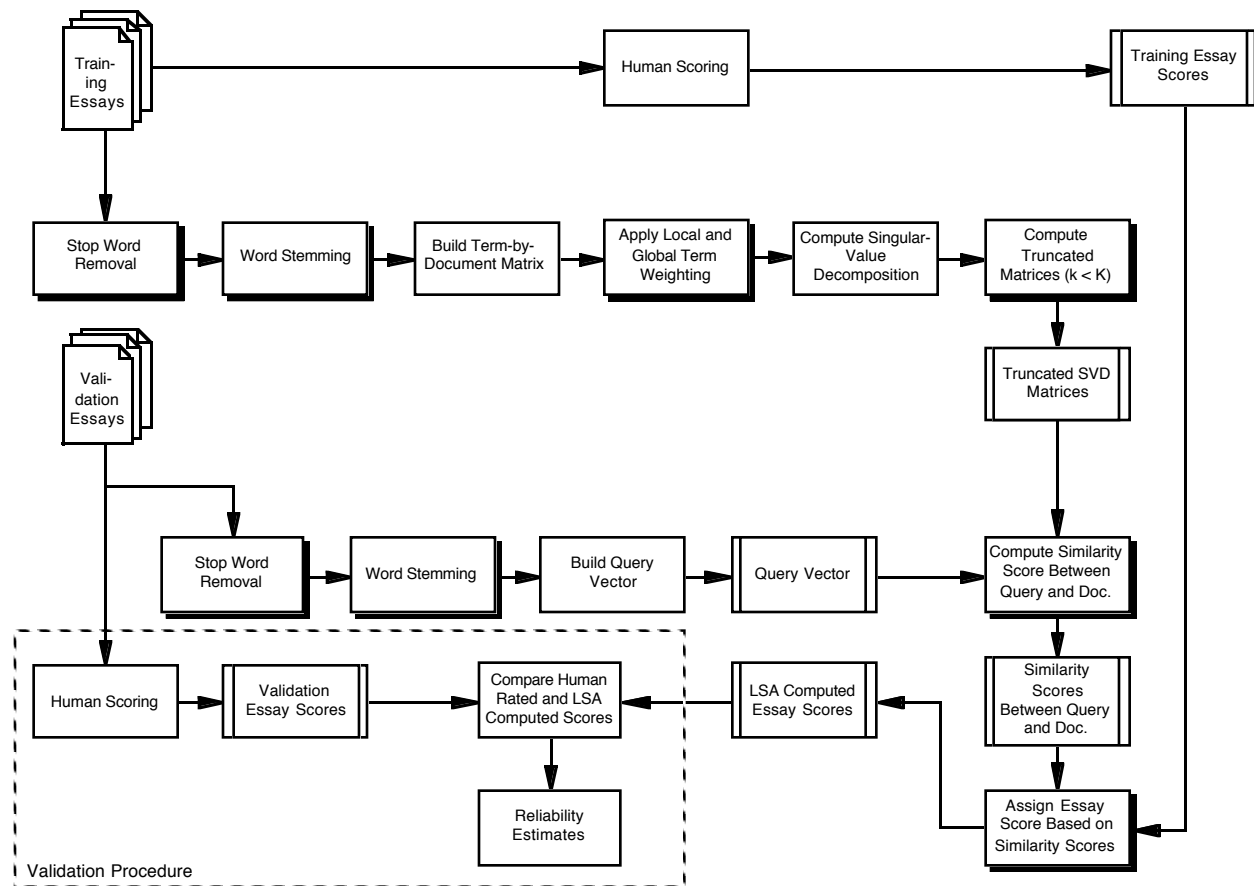 Train-
ing
Essays
Human Scoring
Training Essay
Scores
Stop Word
Removal
Word Stemming
Build Term-by-
Document Matrix
Apply Local and
Global Term
Weighting
Compute Singular-
Value
Decomposition
Compute
Truncated
Matrices (k < K)
Vali-
dation
Essays
Truncated SVD
Matrices
Stop Word
Removal
Word Stemming
Build Query
Vector
Query Vector
Compute Similarity
Score Between
Query and Doc.
Human Scoring
Validation
Essay Scores
Compare Human
Rated and LSA
Computed Scores
LSA Computed
Essay Scores
Similarity
Scores
Between Query
and Doc.
Reliability
Estimates
Assign Essay
Score Based on
Similarity Scores
Validation Procedure